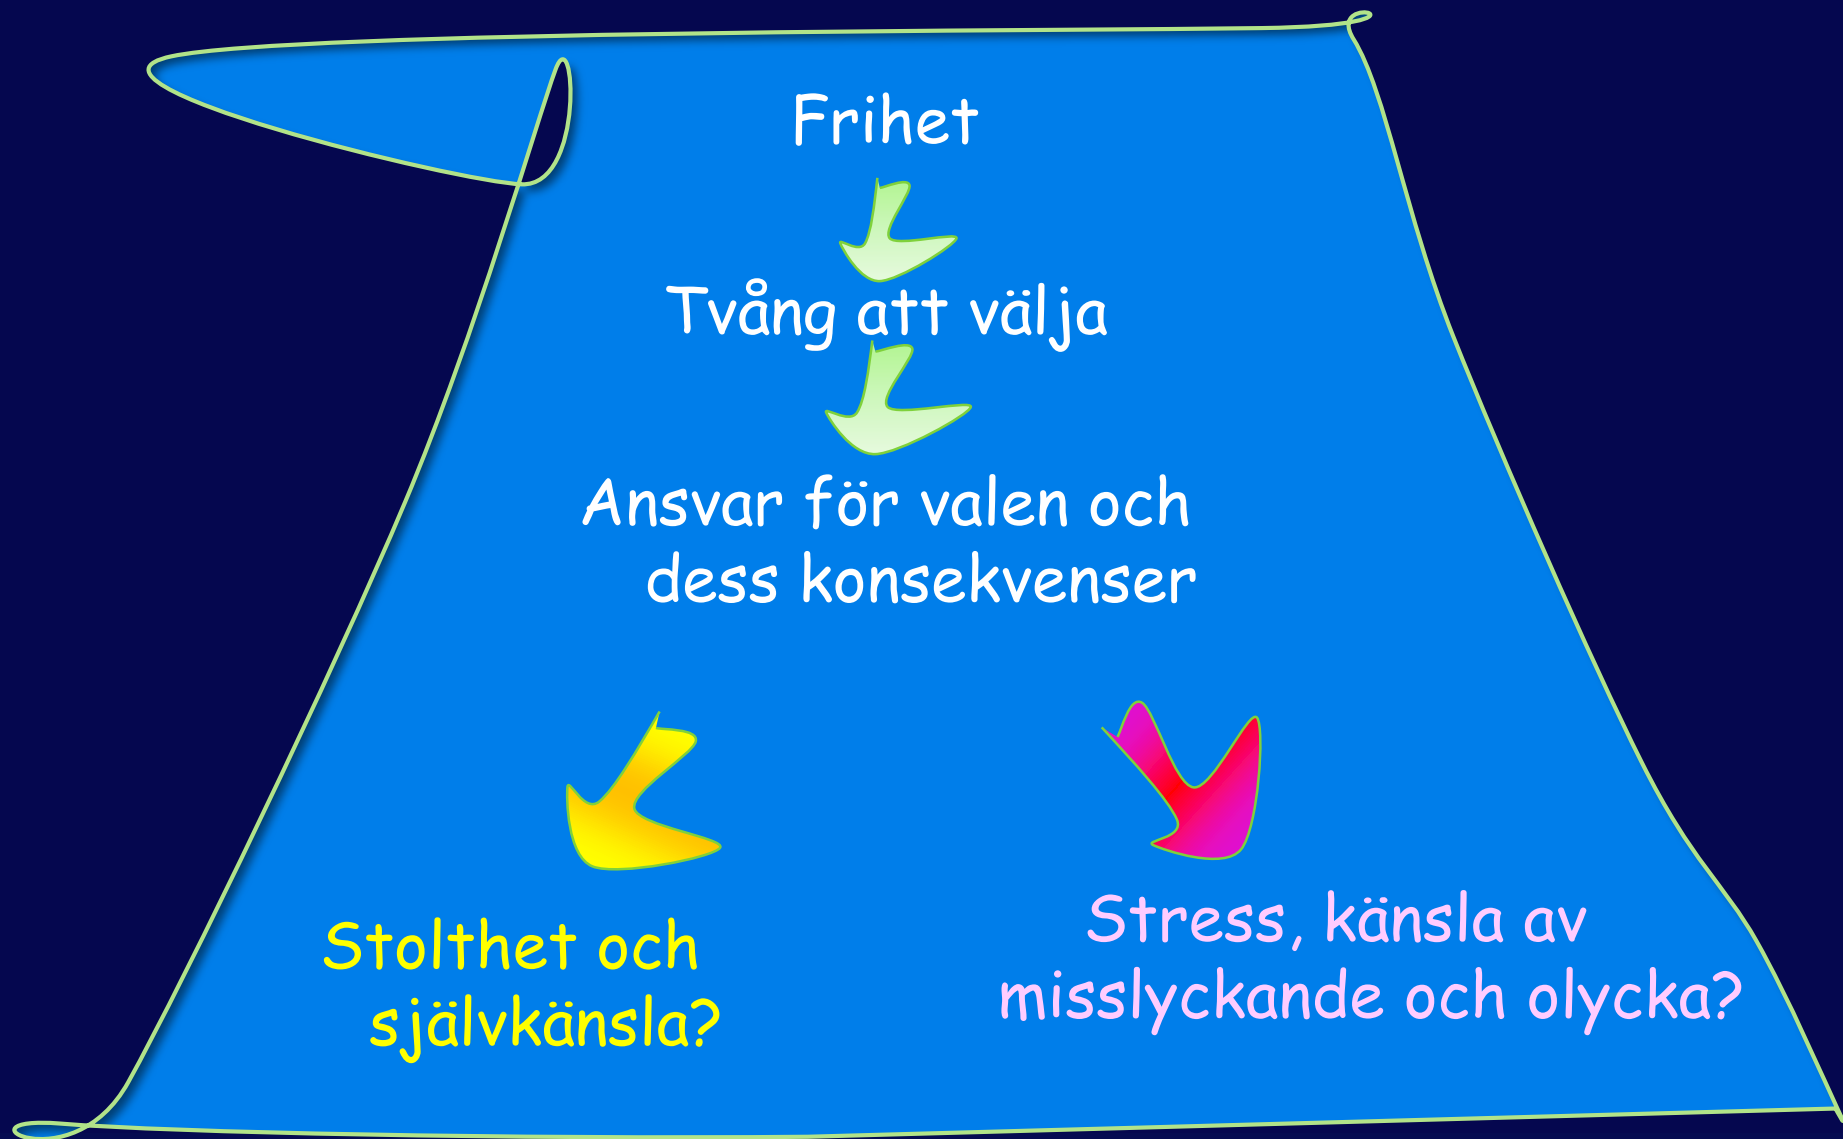 Frihet
Tvång att välja
Ansvar för valen och
dess konsekvenser
Stolthet och
självkänsla?
Stress, känsla av
misslyckande och olycka?